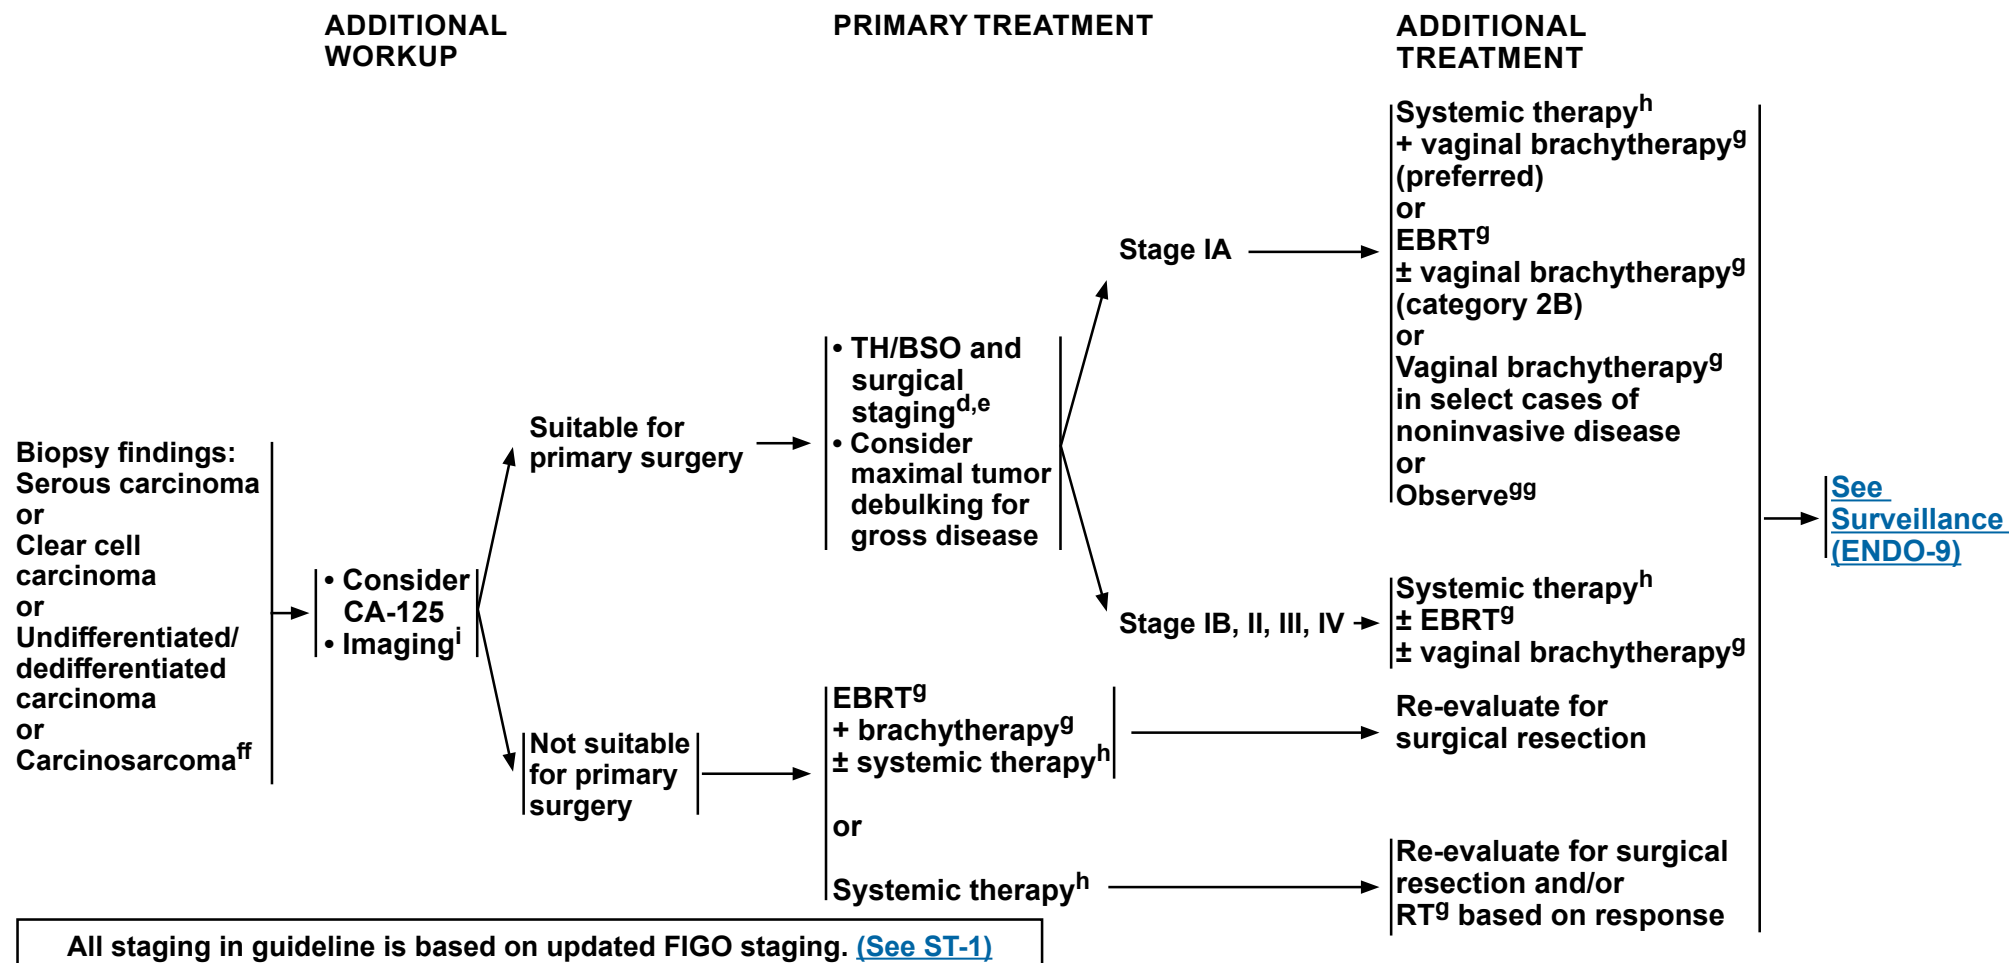 ADDITIONAL
WORKUP
PRIMARY TREATMENT
ADDITIONAL
TREATMENT
Biopsy findings:
Serous carcinoma
or
Clear cell
carcinoma
or
Undifferentiated/
dedifferentiated
carcinoma
or
Carcinosarcomaff
• Consider
CA-125
• Imagingi
Suitable for
primary surgery
• TH/BSO and
surgical
stagingd,e
• Consider
maximal tumor
debulking for
gross disease
Stage IA
Systemic therapyh
+ vaginal brachytherapyg
(preferred)
or
EBRTg
± vaginal brachytherapyg
(category 2B)
or
Vaginal brachytherapyg
in select cases of
noninvasive disease
or
Observegg
Stage IB, II, III, IV
Systemic therapyh
± EBRTg
± vaginal brachytherapyg
Not suitable
for primary
surgery
EBRTg
+ brachytherapyg
± systemic therapyh
or
Systemic therapyh
Re-evaluate for
surgical resection
Re-evaluate for surgical
resection and/or
RTg based on response
See
Surveillance
(ENDO-9)
All staging in guideline is based on updated FIGO staging. (See ST-1)